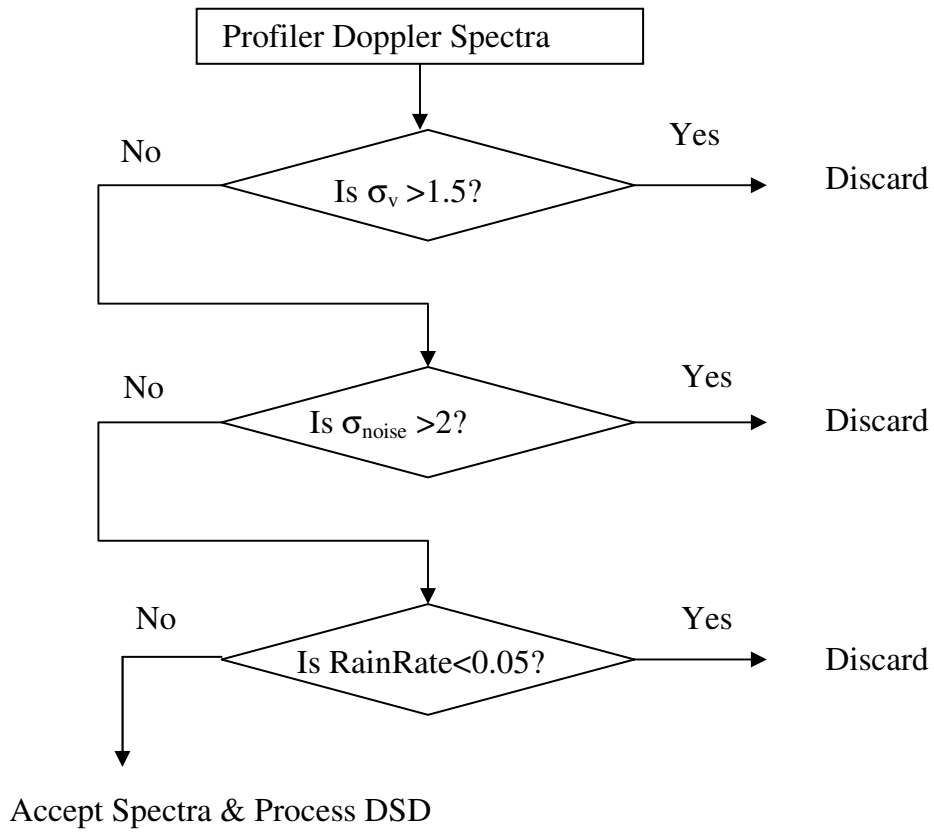 Profiler Doppler Spectra
No
Yes
Is σv >1.5?
Discard
No
Yes
Is σnoise >2?
Discard
No
Yes
Is RainRate<0.05?
Discard
Accept Spectra & Process DSD